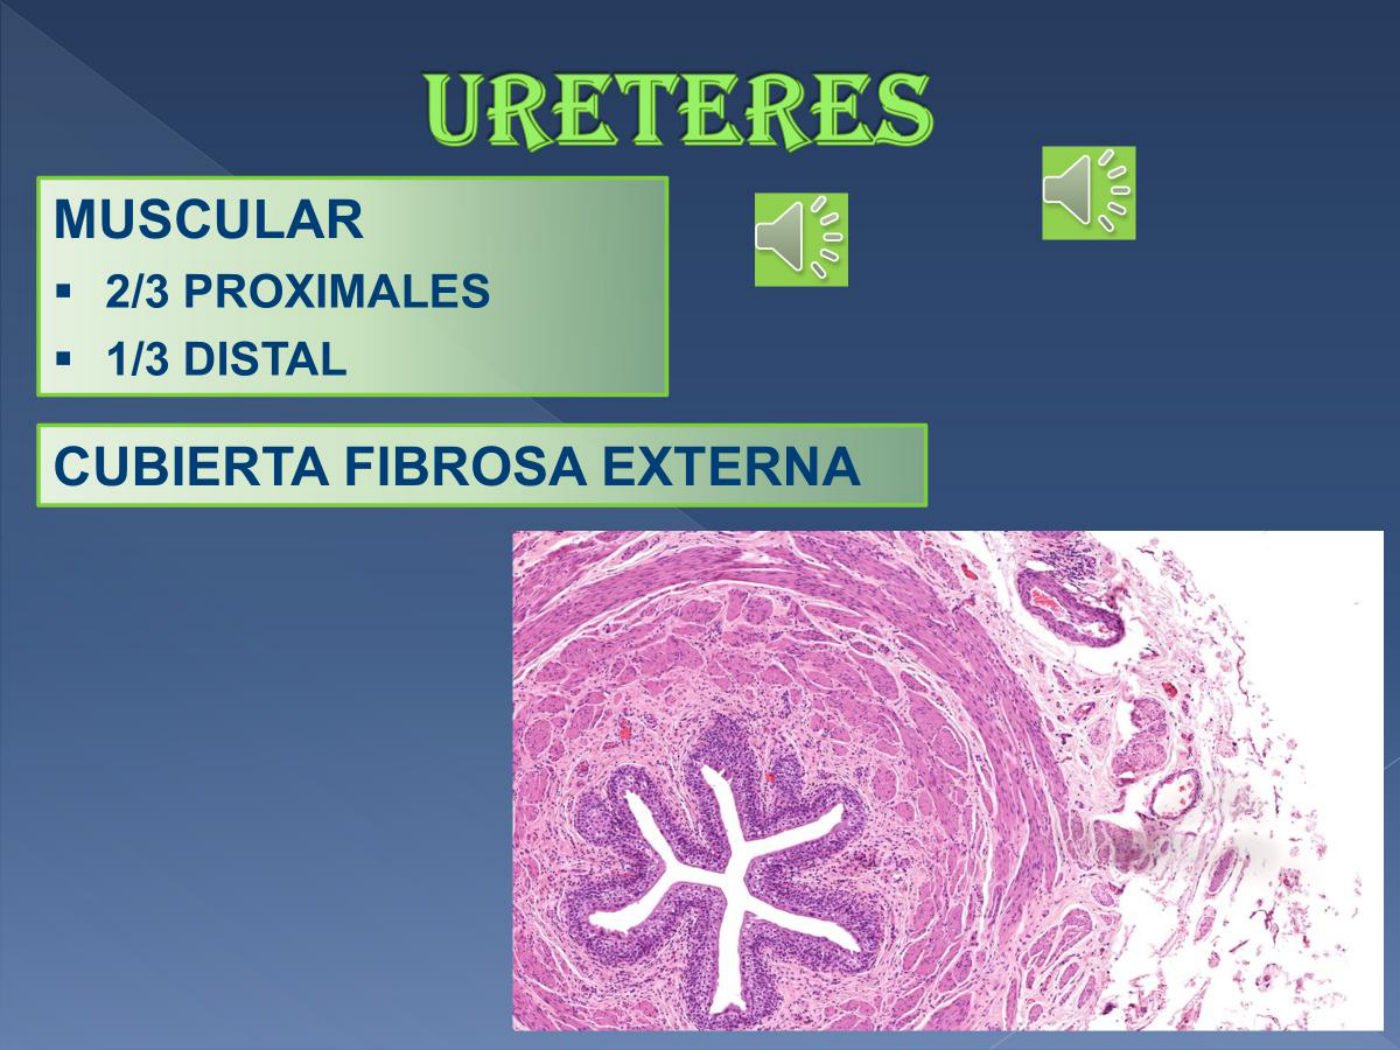 URETERES
MUSCULAR
▪ 2/3 PROXIMALES
▪ 1/3 DISTAL
CUBIERTA FIBROSA EXTERNA